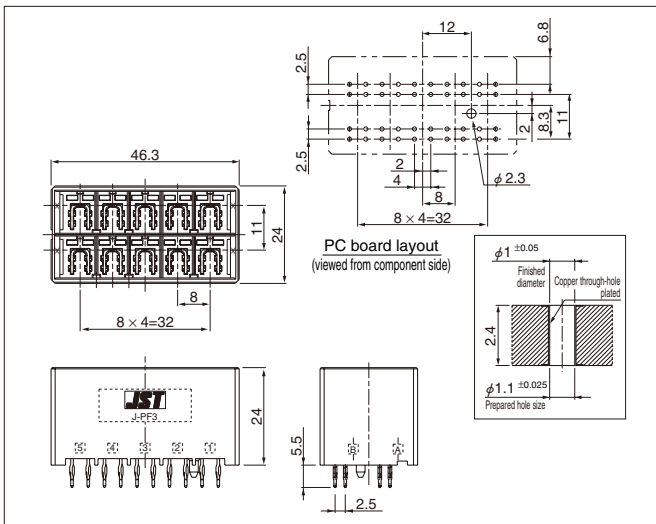 12
6.8
2.5
2.5
11
8.3
2
2
4
8
φ 2.3
8 × 4=32
PC board layout
(viewed from component side)
46.3
11
24
8
8 × 4=32
φ1 ±0.05
Finished
diameter
Copper through-hole
plated
2.4
φ1.1 ±0.025
Prepared hole size
JST
J-PF3
5 4 3 2 1
24
B A
5.5
2.5